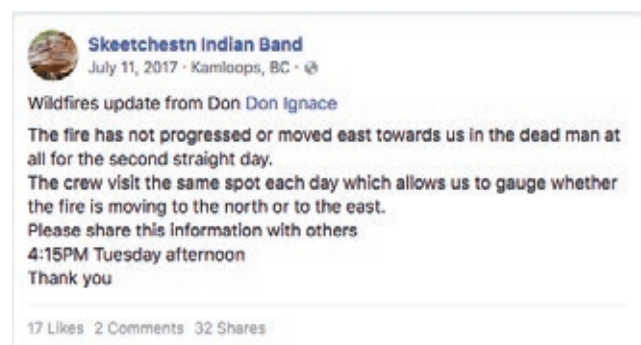 Skeetchestn Indian Band
July 11, 2017 · Kamloops, BC ·
Wildfires update from Don Don Ignace
The fire has not progressed or moved east towards us in the dead man at
all for the second straight day.
The crew visit the same spot each day which allows us to gauge whether
the fire is moving to the north or to the east.
Please share this information with others
4:15PM Tuesday afternoon
Thank you
17 Likes 2 Comments 32 Shares